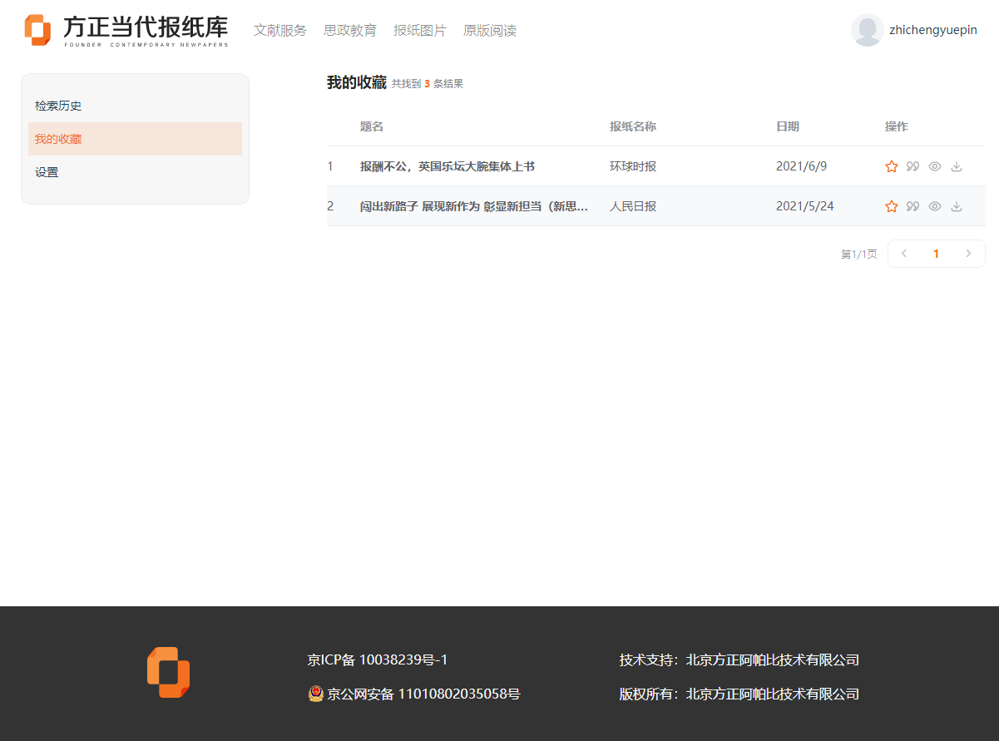 方正当代报纸库
FOUNDER CONTEMPORARY NEWPAPERS
文献服务 思政教育 报纸图片 原版阅读
zhichengyuepin
检索历史
我的收藏
设置
我的收藏 共找到 3 条结果
题名 报纸名称 日期 操作
1 报酬不公，英国乐坛大腕集体上书 环球时报 2021/6/9
2 闯出新路子 展现新作为 彰显新担当（新思... 人民日报 2021/5/24
第1/1页 1
京ICP备 10038239号-1
京公网安备 11010802035058号
技术支持：北京方正阿帕比技术有限公司
版权所有：北京方正阿帕比技术有限公司